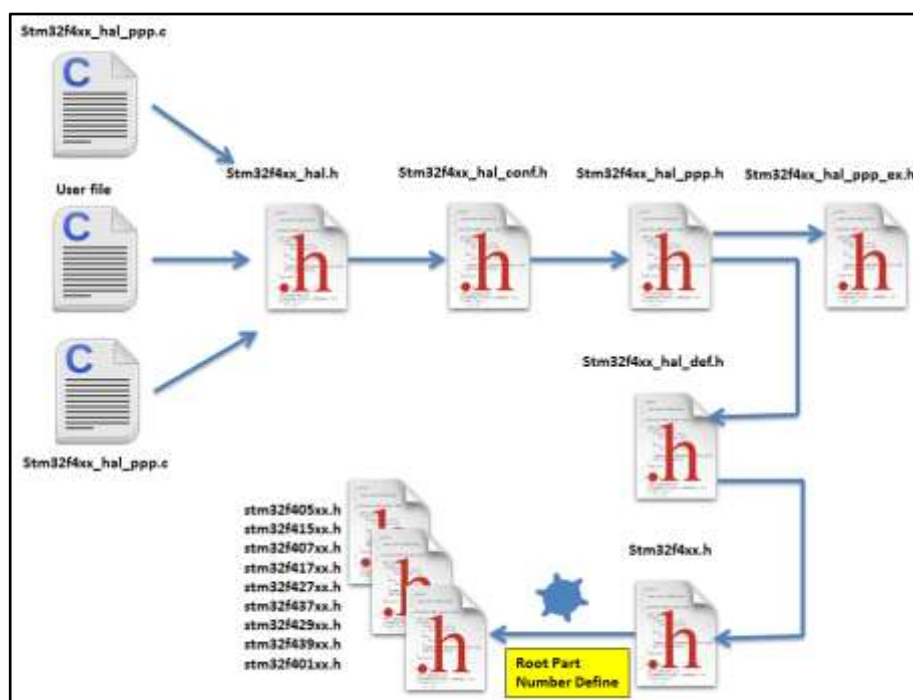 Stm32f4xx_hal_ppp.c
C
User file
C
C
Stm32f4xx_hal_ppp.c
Stm32f4xx_hal.h
.h
Stm32f4xx_hal_conf.h
.h
Stm32f4xx_hal_ppp.h
.h
Stm32f4xx_hal_ppp_ex.h
.h
Stm32f4xx_hal_def.h
.h
Stm32f4xx.h
.h
Root Part
Number Define
stm32f405xx.h
stm32f415xx.h
stm32f407xx.h
stm32f417xx.h
stm32f427xx.h
stm32f437xx.h
stm32f429xx.h
stm32f439xx.h
stm32f401xx.h
.h